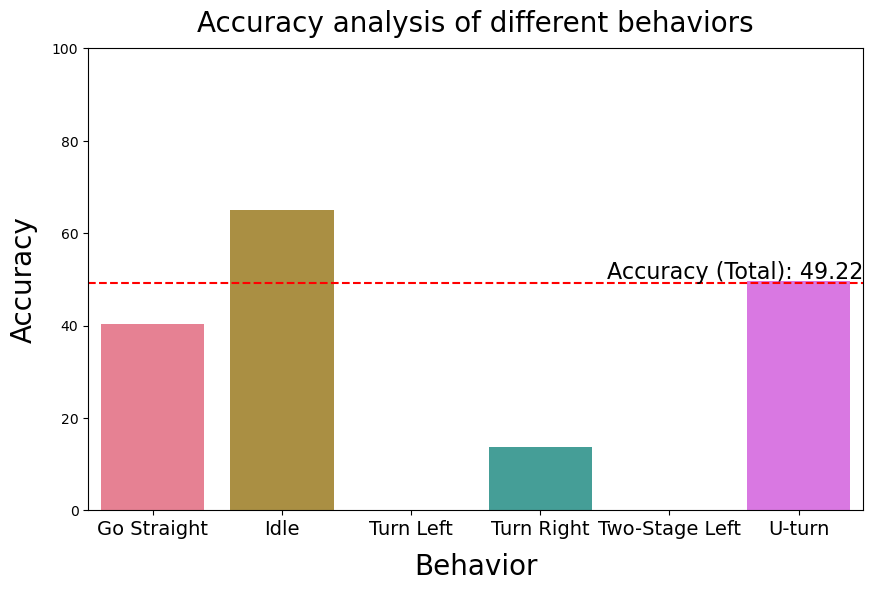 Accuracy analysis of different behaviors
100
80
60
40
20
0
Accuracy
Accuracy (Total): 49.22
Go Straight Idle Turn Left Turn Right Two-Stage Left U-turn
Behavior